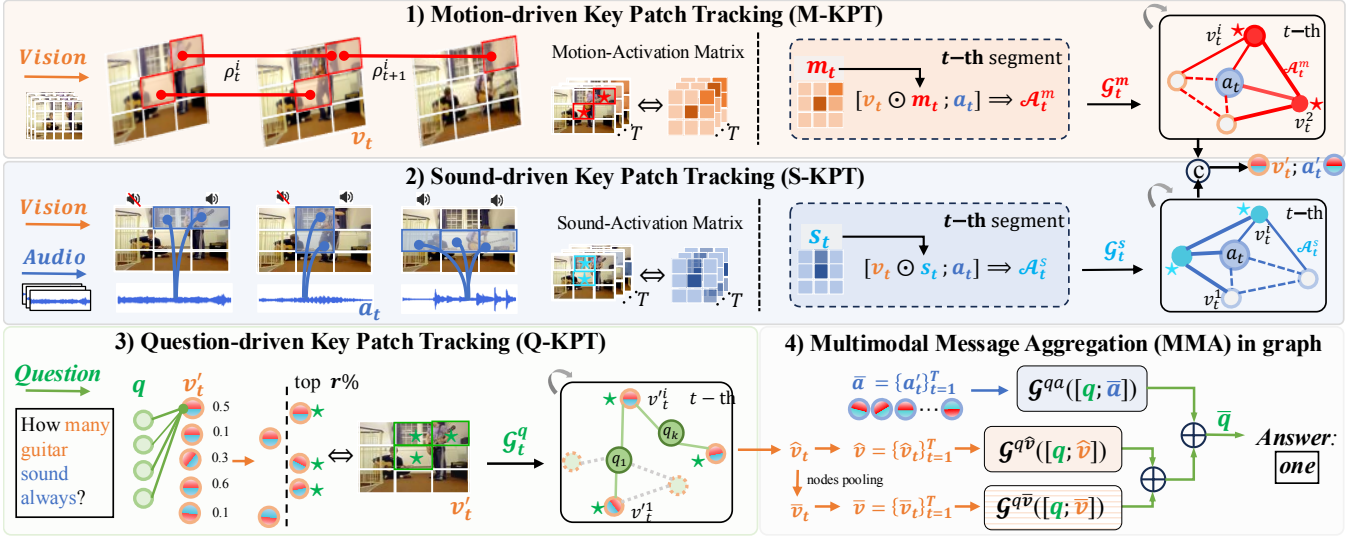 1) Motion-driven Key Patch Tracking (M-KPT)
Vision
ρ_t^i
ρ_{t+1}^i
v_t
Motion-Activation Matrix
⇔
⋱T
m_t
t−th segment
[v_t ⊙ m_t ; a_t] ⇒ 𝒜_t^m
𝒢_t^m
v_t^i
t−th
a_t
𝒜_t^m
v_t^2
C
v_t′; a_t′
2) Sound-driven Key Patch Tracking (S-KPT)
Vision
Audio
a_t
Sound-Activation Matrix
⇔
⋱T
s_t
t−th segment
[v_t ⊙ s_t ; a_t] ⇒ 𝒜_t^s
𝒢_t^s
t−th
v_t^i
a_t
𝒜_t^s
v_t^1
3) Question-driven Key Patch Tracking (Q-KPT)
Question
How many
guitar
sound
always?
q
v_t′
0.5
0.1
0.3
0.6
0.1
top r%
⇔
v_t′
𝒢_t^q
v′_t^i
t − th
q_k
q_1
v′_t^1
4) Multimodal Message Aggregation (MMA) in graph
a̅ = {a_t′}_{t=1}^T
···
𝒢^{qa}([q; a̅])
v̂_t
v̂ = {v̂_t}_{t=1}^T
𝒢^{qv̂}([q; v̂])
nodes pooling
v̅_t
v̅ = {v̅_t}_{t=1}^T
𝒢^{qv̅}([q; v̅])
q̅
Answer:
one